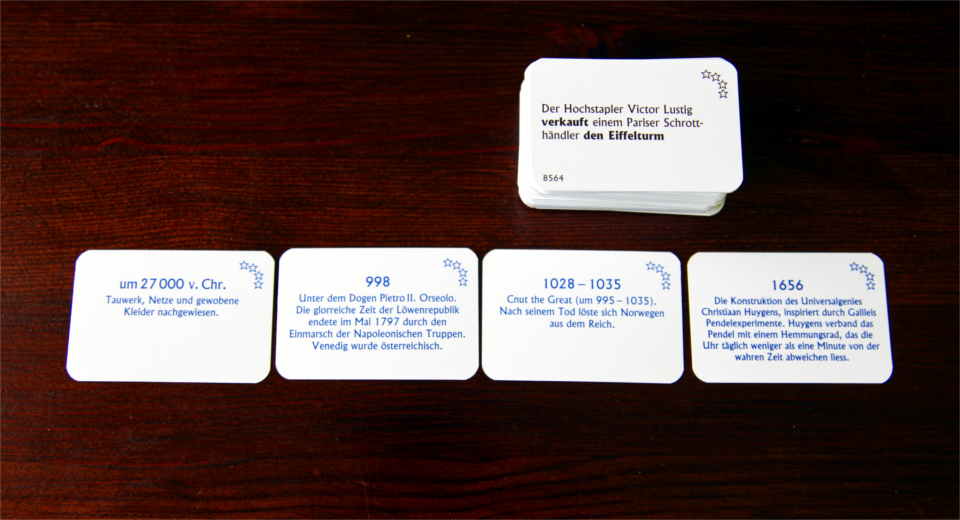 Der Hochstapler Victor Lustig
verkauft einem Pariser Schrott-
händler den Eiffelturm
8564
um 27000 v. Chr.
Tauwerk, Netze und gewobene
Kleider nachgewiesen.
998
Unter dem Dogen Pietro II. Orseolo.
Die glorreiche Zeit der Löwenrepublik
endete im Mai 1797 durch den
Einmarsch der Napoleonischen Truppen.
Venedig wurde österreichisch.
1028 – 1035
Cnut the Great (um 995 – 1035).
Nach seinem Tod löste sich Norwegen
aus dem Reich.
1656
Die Konstruktion des Universalgenies
Christiaan Huygens, inspiriert durch Galileis
Pendelexperimente. Huygens verband das
Pendel mit einem Hemmungsrad, das die
Uhr täglich weniger als eine Minute von der
wahren Zeit abweichen liess.